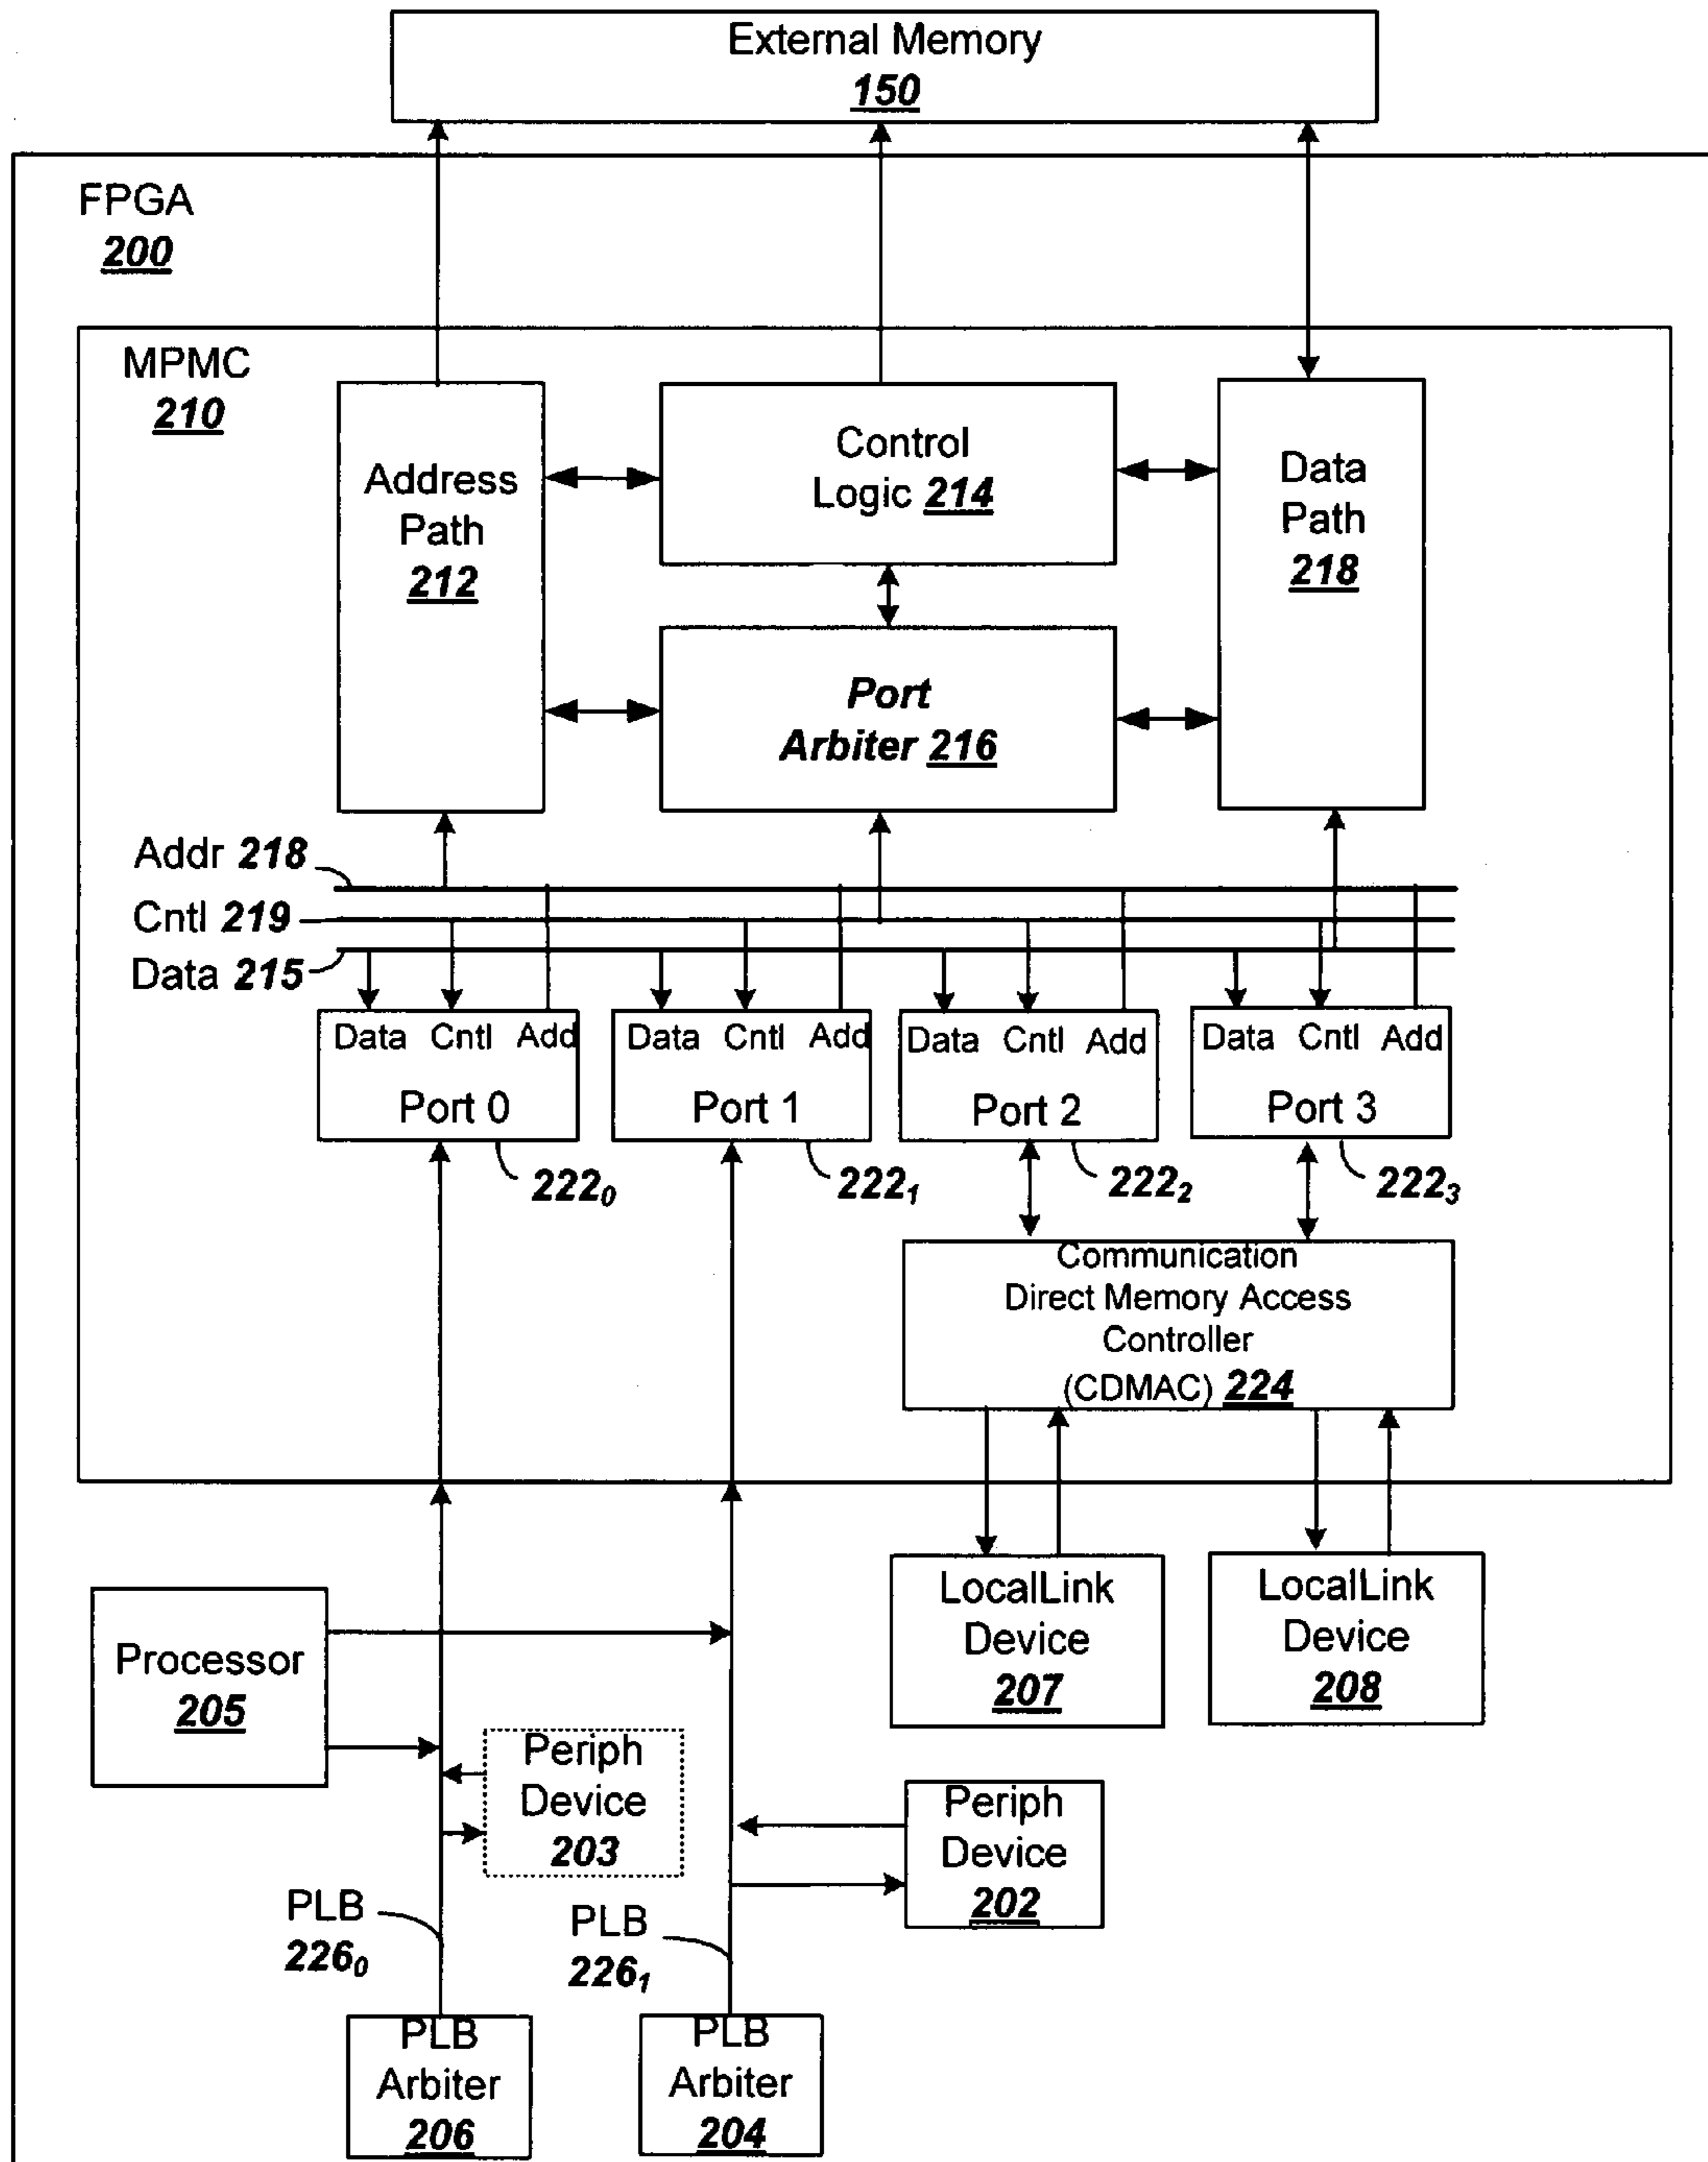 External Memory
150
FPGA
200
MPMC
210
Address
Path
212
Control
Logic 214
Data
Path
218
Port
Arbiter 216
Addr 218
Cntl 219
Data 215
Data Cntl Add
Port 0
222₀
Data Cntl Add
Port 1
222₁
Data Cntl Add
Port 2
222₂
Data Cntl Add
Port 3
222₃
Communication
Direct Memory Access
Controller
(CDMAC) 224
LocalLink
Device
207
LocalLink
Device
208
Processor
205
Periph
Device
203
Periph
Device
202
PLB
226₀
PLB
226₁
PLB
Arbiter
206
PLB
Arbiter
204